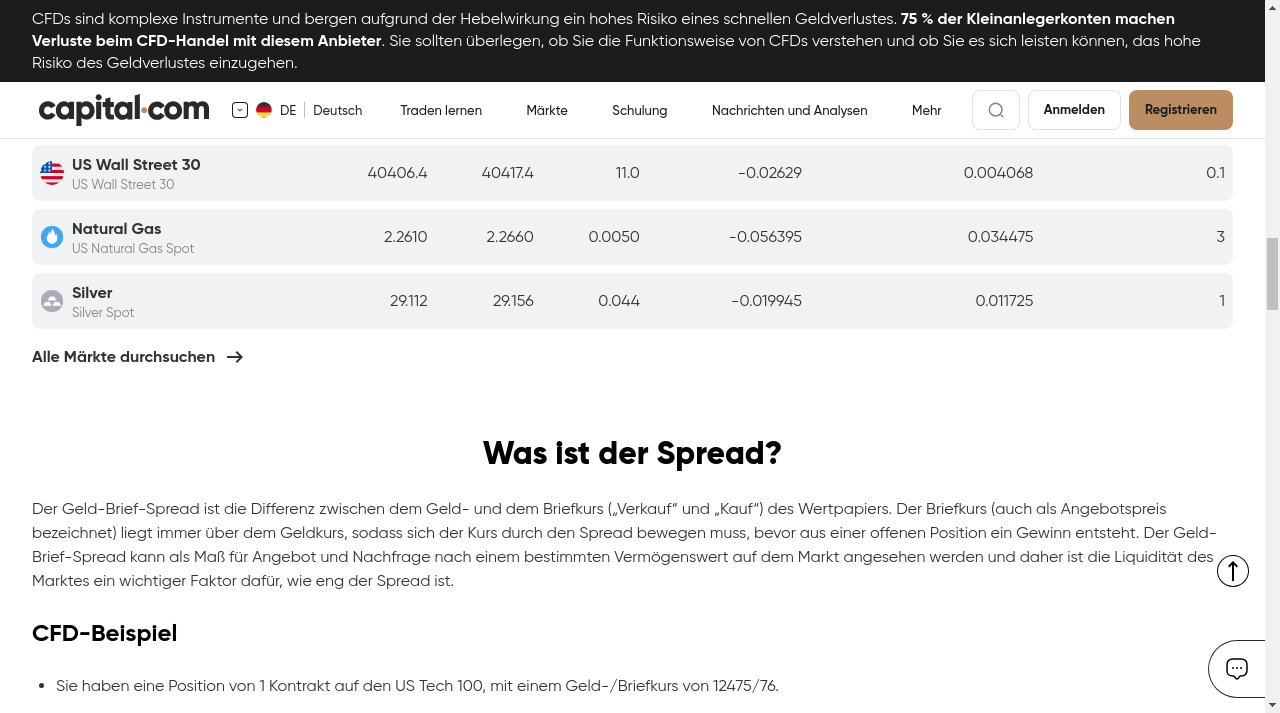 CFDs sind komplexe Instrumente und bergen aufgrund der Hebelwirkung ein hohes Risiko eines schnellen Geldverlustes. 75 % der Kleinanlegerkonten machen
Verluste beim CFD-Handel mit diesem Anbieter. Sie sollten überlegen, ob Sie die Funktionsweise von CFDs verstehen und ob Sie es sich leisten können, das hohe
Risiko des Geldverlustes einzugehen.
capital.com DE Deutsch Traden lernen Märkte Schulung Nachrichten und Analysen Mehr Anmelden Registrieren
US Wall Street 30 40406.4 40417.4 11.0 -0.02629 0.004068 0.1
US Wall Street 30
Natural Gas 2.2610 2.2660 0.0050 -0.056395 0.034475 3
US Natural Gas Spot
Silver 29.112 29.156 0.044 -0.019945 0.011725 1
Silver Spot
Alle Märkte durchsuchen
Was ist der Spread?
Der Geld-Brief-Spread ist die Differenz zwischen dem Geld- und dem Briefkurs („Verkauf“ und „Kauf“) des Wertpapiers. Der Briefkurs (auch als Angebotspreis
bezeichnet) liegt immer über dem Geldkurs, sodass sich der Kurs durch den Spread bewegen muss, bevor aus einer offenen Position ein Gewinn entsteht. Der Geld-
Brief-Spread kann als Maß für Angebot und Nachfrage nach einem bestimmten Vermögenswert auf dem Markt angesehen werden und daher ist die Liquidität des
Marktes ein wichtiger Faktor dafür, wie eng der Spread ist.
CFD-Beispiel
• Sie haben eine Position von 1 Kontrakt auf den US Tech 100, mit einem Geld-/Briefkurs von 12475/76.